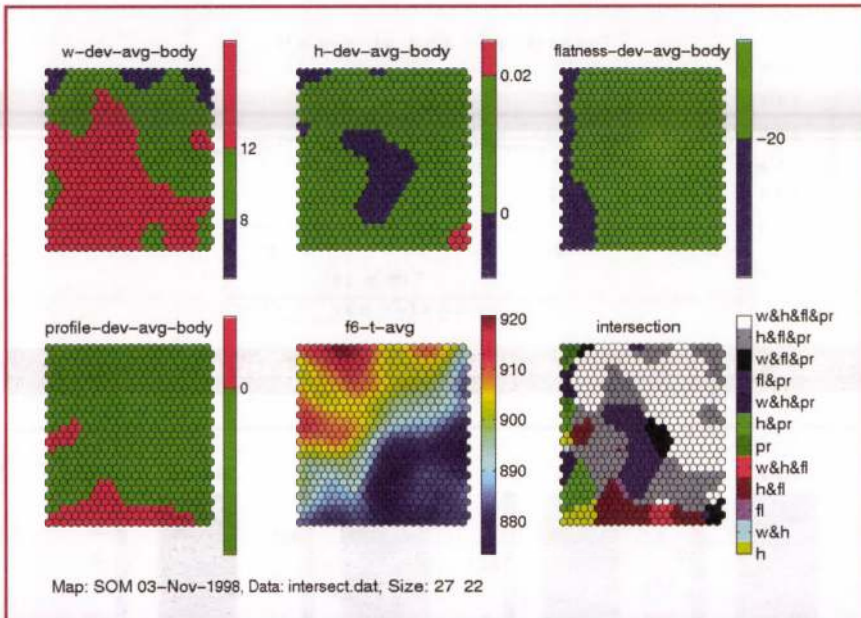 w-dev-avg-body
12
8
h-dev-avg-body
0.02
0
flatness-dev-avg-body
-20
profile-dev-avg-body
0
f6-t-avg
920
910
900
890
880
intersection
w&h&fl&pr
h&fl&pr
w&fl&pr
fl&pr
w&h&pr
h&pr
pr
w&h&fl
h&fl
fl
w&h
h
Map: SOM 03-Nov-1998, Data: intersect.dat, Size: 27 22